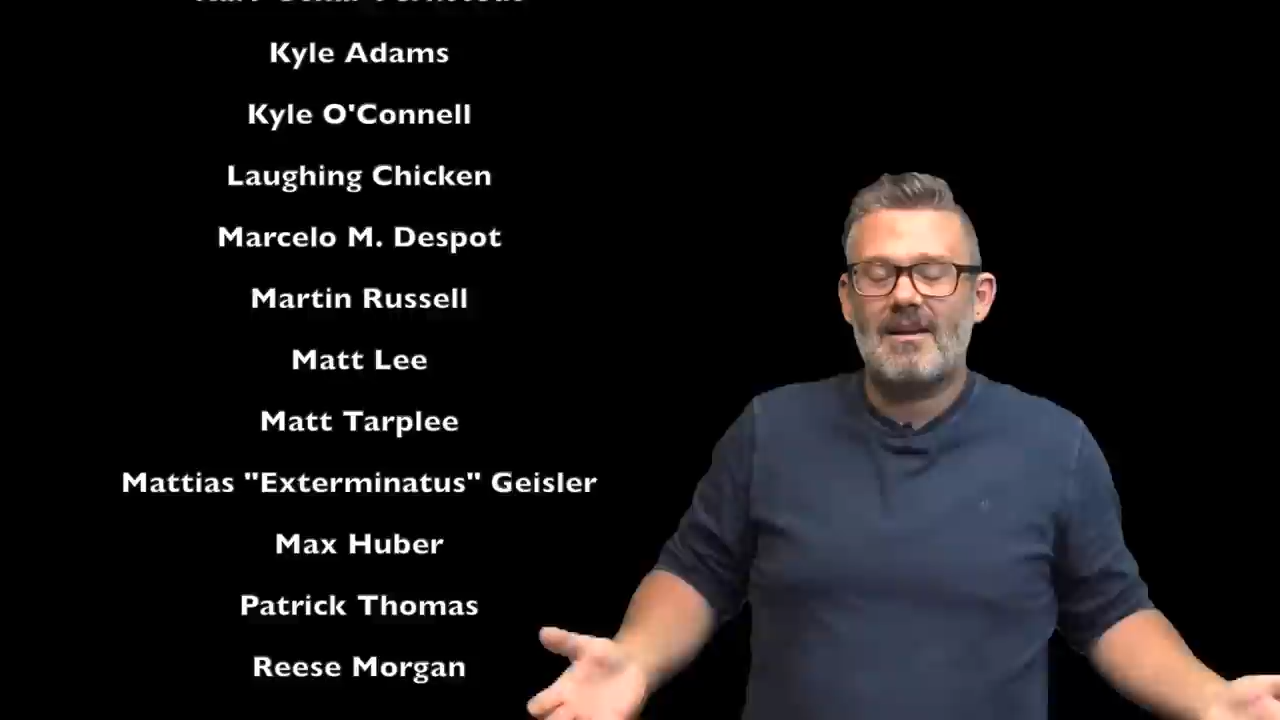 Kyle Adams
Kyle O'Connell
Laughing Chicken
Marcelo M. Despot
Martin Russell
Matt Lee
Matt Tarplee
Mattias "Exterminatus" Geisler
Max Huber
Patrick Thomas
Reese Morgan